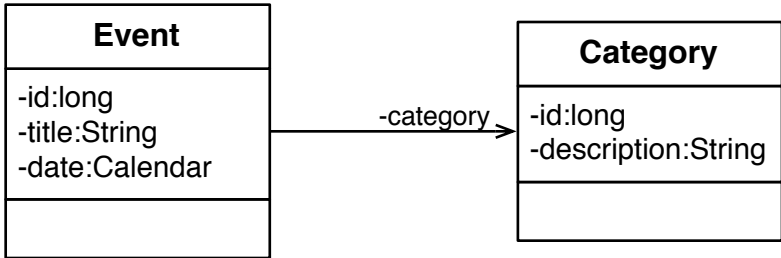 Event
-id:long
-title:String
-date:Calendar
-category
Category
-id:long
-description:String